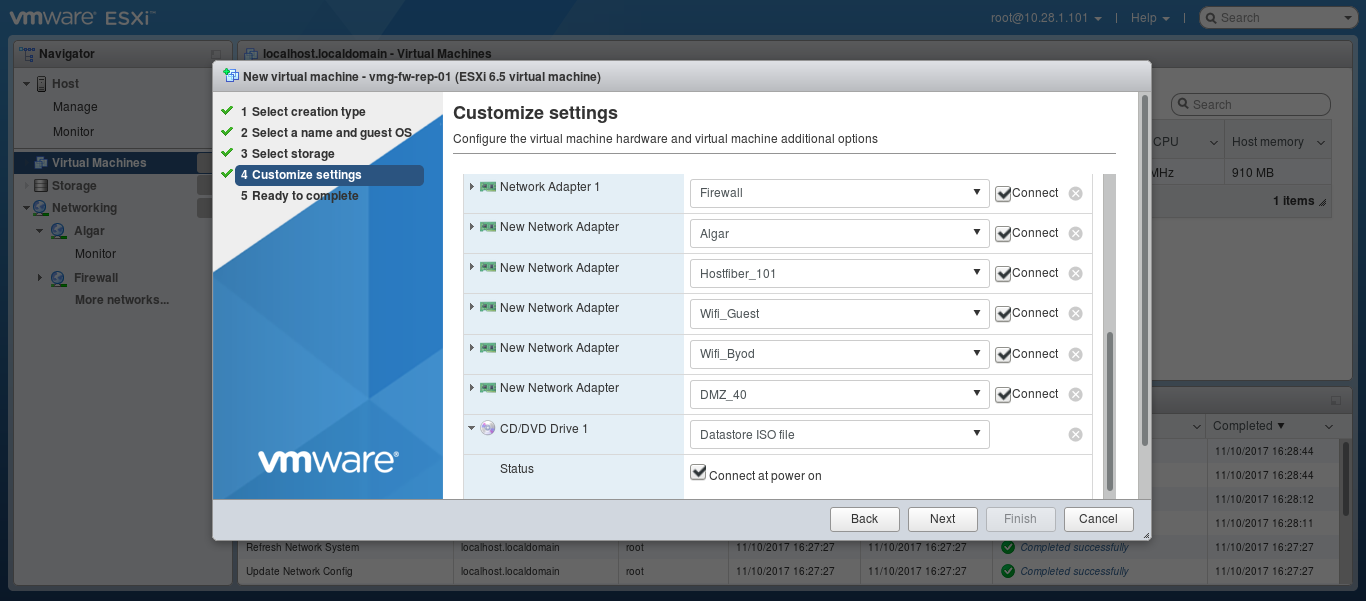 vmware ESXi™
root@10.28.1.101 | Help | Search
Navigator
localhost.localdomain - Virtual Machines
Host
Manage
Monitor
Virtual Machines
Storage
Networking
Algar
Monitor
Firewall
More networks...
New virtual machine - vmg-fw-rep-01 (ESXi 6.5 virtual machine)
1 Select creation type
2 Select a name and guest OS
3 Select storage
4 Customize settings
5 Ready to complete
vmware®
Customize settings
Configure the virtual machine hardware and virtual machine additional options
Network Adapter 1 Firewall Connect
New Network Adapter Algar Connect
New Network Adapter Hostfiber_101 Connect
New Network Adapter Wifi_Guest Connect
New Network Adapter Wifi_Byod Connect
New Network Adapter DMZ_40 Connect
CD/DVD Drive 1 Datastore ISO file
Status Connect at power on
Back Next Finish Cancel
Search
CPU Host memory
MHz 910 MB
1 items
Completed
11/10/2017 16:28:44
11/10/2017 16:28:44
11/10/2017 16:28:12
11/10/2017 16:28:11
Refresh Network System localhost.localdomain root 11/10/2017 16:27:27 11/10/2017 16:27:27 Completed successfully 11/10/2017 16:27:27
Update Network Config localhost.localdomain root 11/10/2017 16:27:27 11/10/2017 16:27:27 Completed successfully 11/10/2017 16:27:27